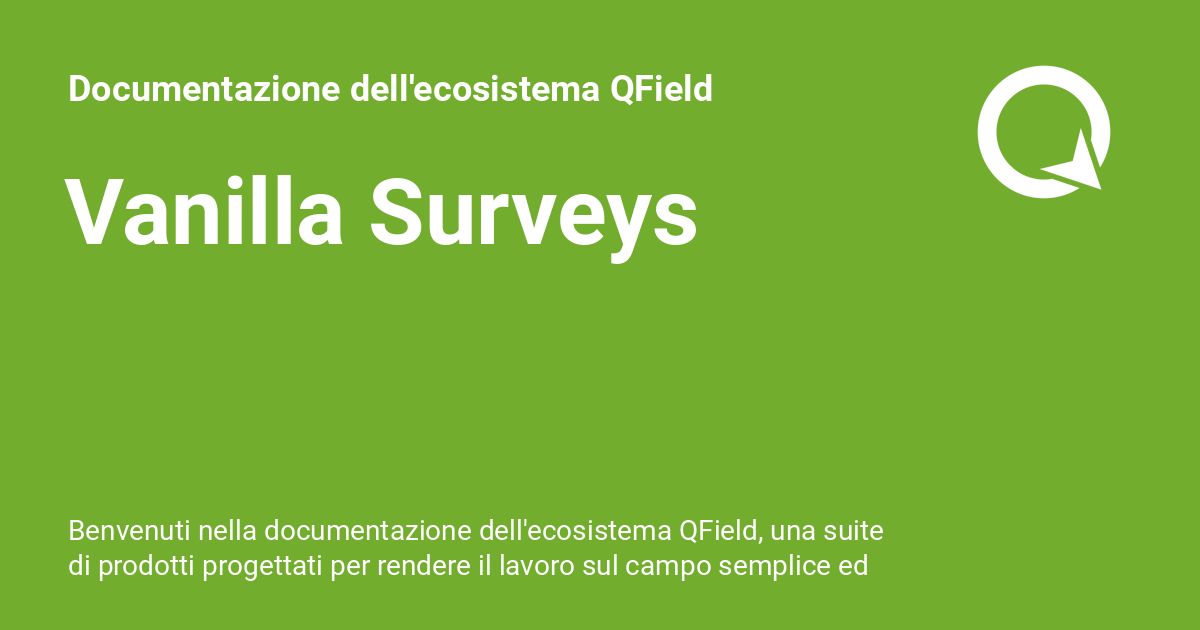 Documentazione dell'ecosistema QField
Vanilla Surveys
Benvenuti nella documentazione dell'ecosistema QField, una suite
di prodotti progettati per rendere il lavoro sul campo semplice ed